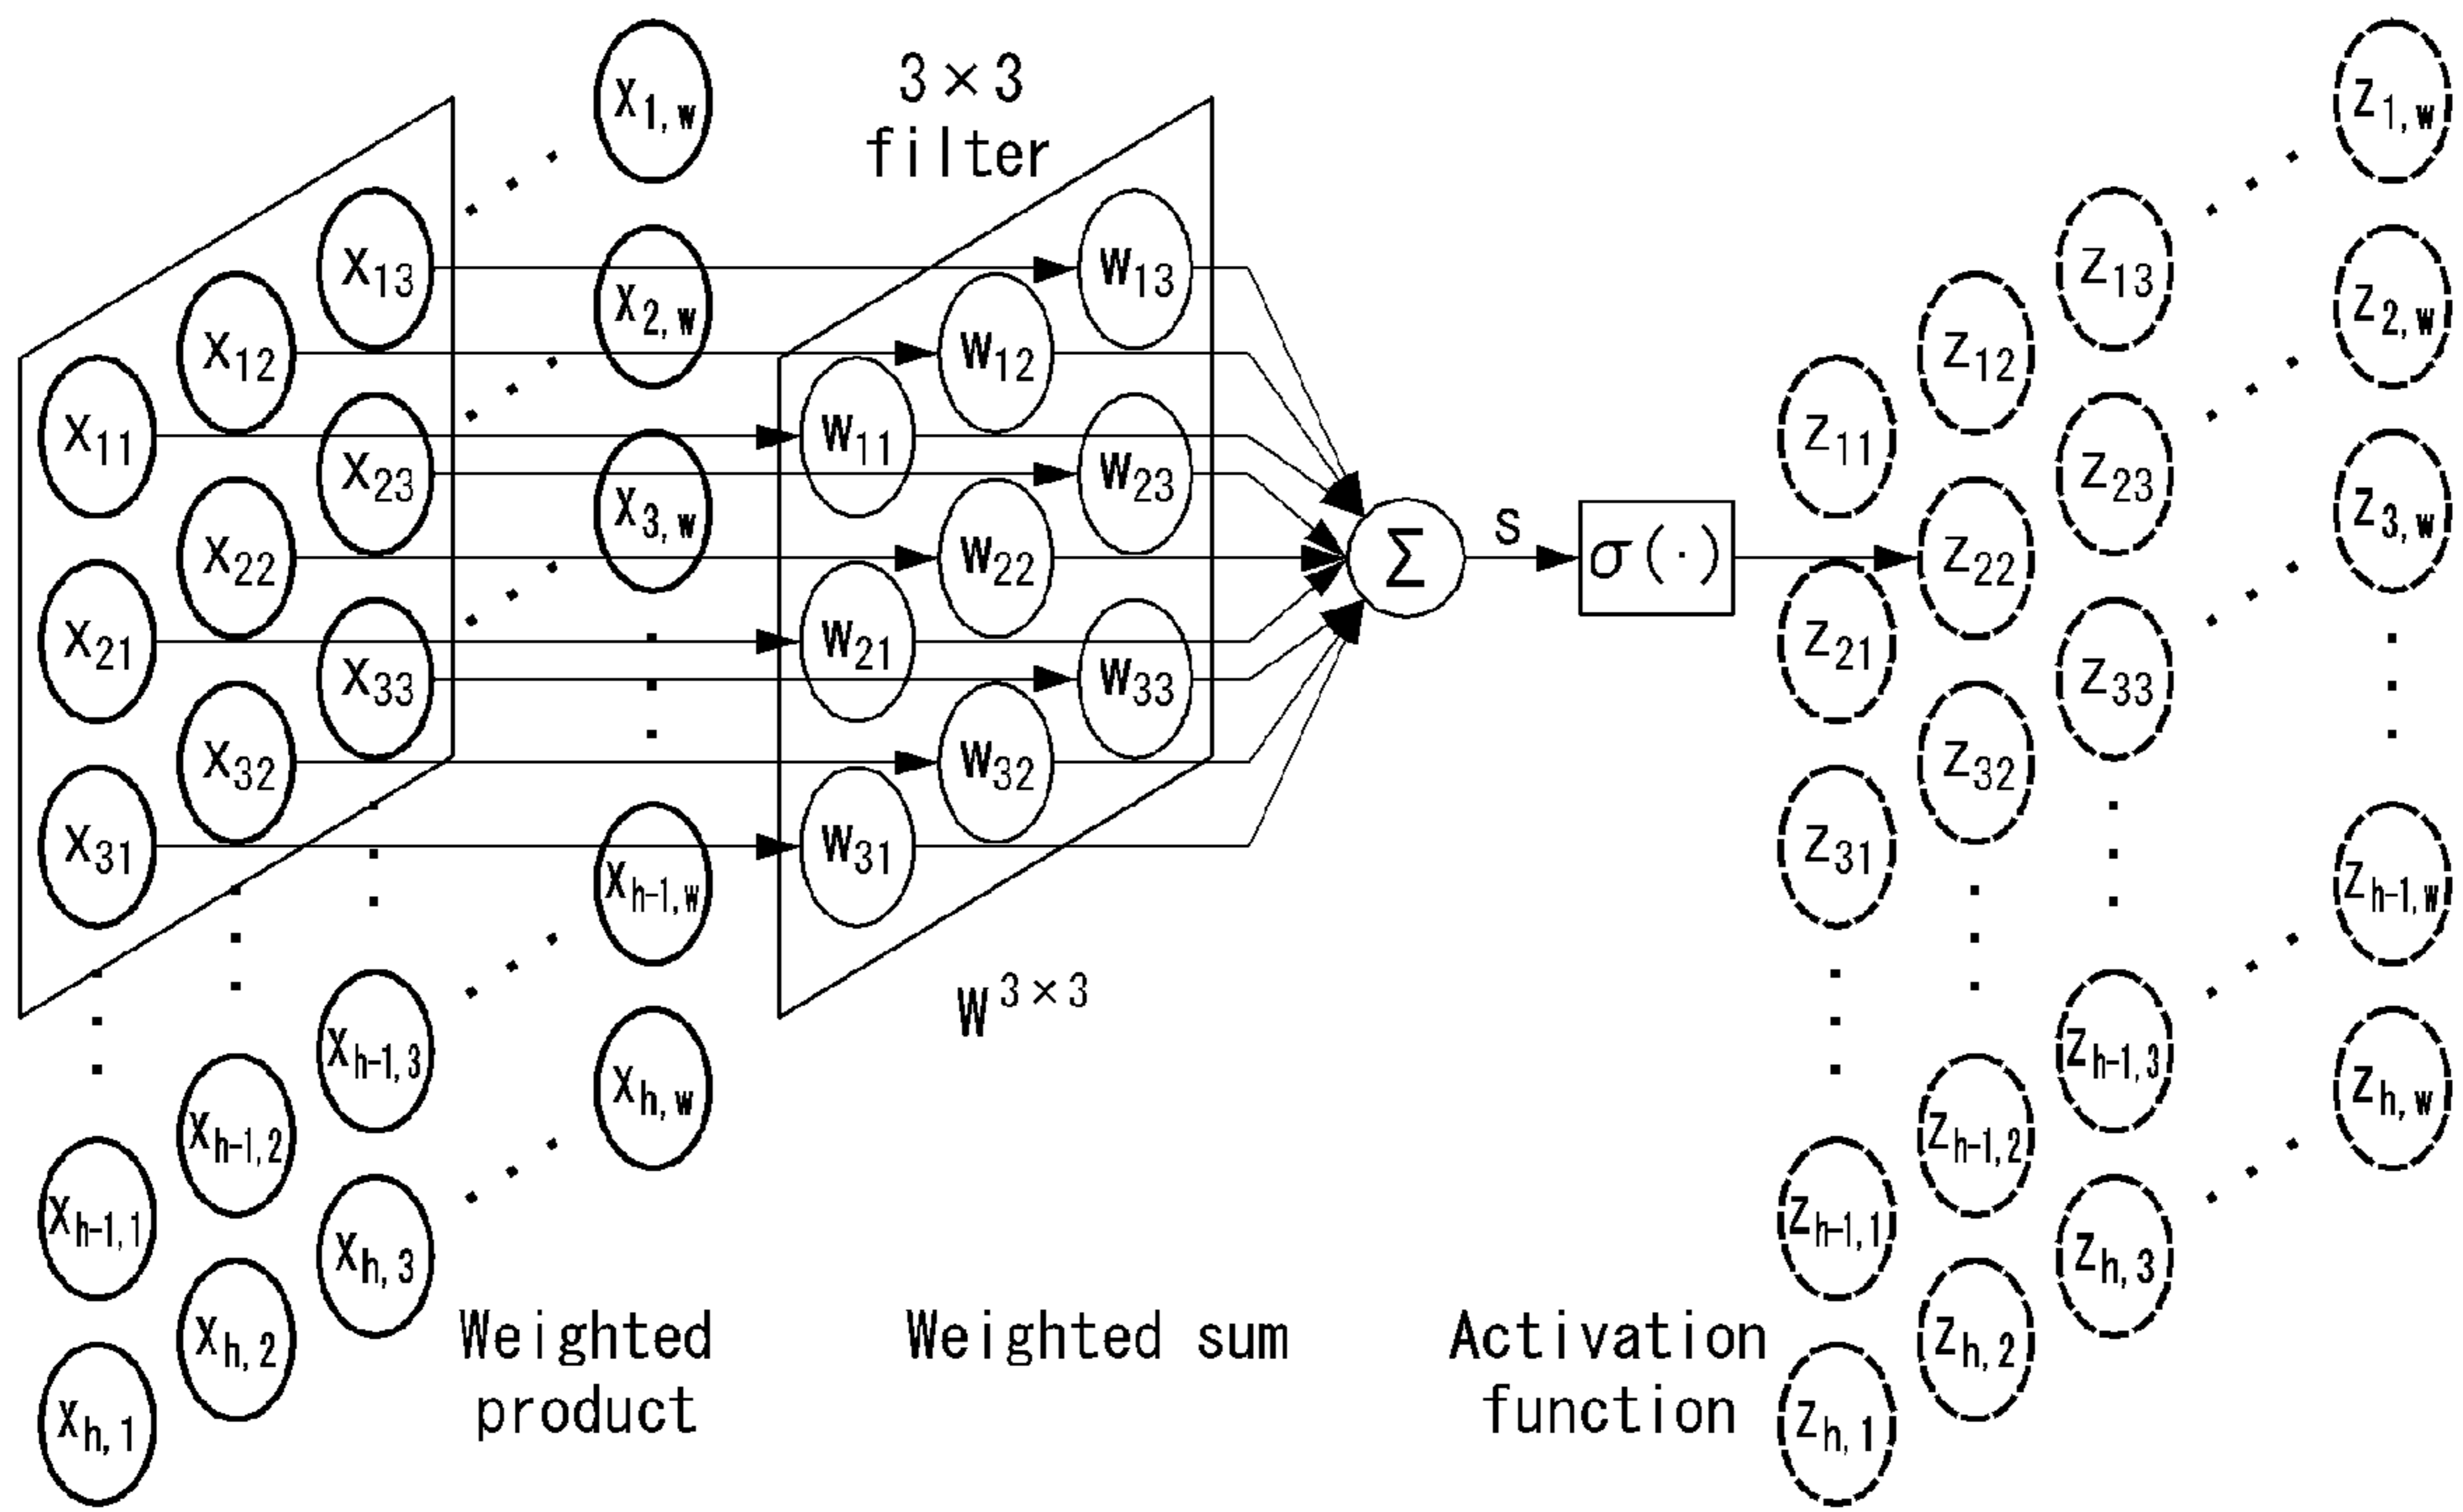 3×3
filter
x1,w
x2,w
x3,w
xh-1,w
xh,w
x13
x12
x11
x23
x22
x21
x33
x32
x31
xh-1,3
xh-1,2
xh-1,1
xh,3
xh,2
xh,1
w13
w12
w11
w23
w22
w21
w33
w32
w31
W3×3
Σ
s
σ(·)
z1,w
z2,w
z3,w
zh-1,w
zh,w
z13
z12
z11
z23
z22
z21
z33
z32
z31
zh-1,3
zh-1,2
zh-1,1
zh,3
zh,2
zh,1
Weighted
product
Weighted sum
Activation
function